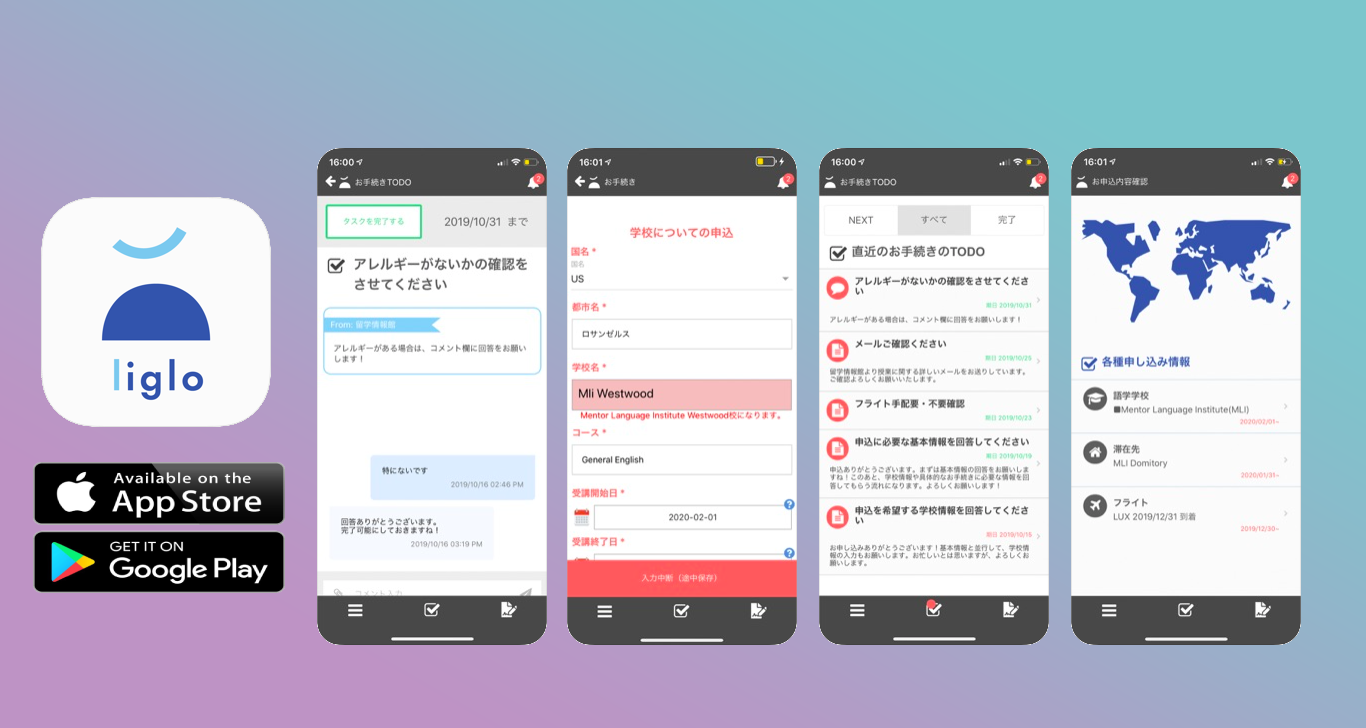 liglo
Available on the
App Store
GET IT ON
Google Play
16:00
お手続きTODO
2
タスクを完了する
2019/10/31 まで
アレルギーがないかの確認を
させてください
From: 留学情報館
アレルギーがある場合は、コメント欄に回答をお願い
します！
特にないです
2019/10/16 02:46 PM
回答ありがとうございます。
完了可能にしておきますね！
2019/10/16 03:19 PM
コメント入力
16:01
お手続き
2
学校についての申込
国名 *
国名
US
都市名 *
ロサンゼルス
学校名 *
Mli Westwood
Mentor Language Institute Westwood校になります。
コース *
General English
受講開始日 *
?
2020-02-01
受講終了日 *
?
入力中断（途中保存）
16:00
お手続きTODO
2
NEXT
すべて
完了
直近のお手続きのTODO
アレルギーがないかの確認をさせてくださ
い
期日 2019/10/31
アレルギーがある場合は、コメント欄に回答をお願いします！
メールご確認ください
期日 2019/10/25
留学情報館より授業に関する詳しいメールをお送りしています。
ご確認よろしくお願いいたします。
フライト手配要・不要確認
期日 2019/10/23
申込に必要な基本情報を回答してください
期日 2019/10/19
申込ありがとうございます。まずは基本情報の回答をお願いしま
すね！このあと、学校情報や具体的なお手続きに必要な情報を回
答してもらう流れになります。よろしくお願いします！
申込を希望する学校情報を回答してくださ
い
期日 2019/10/15
お申し込みありがとうございます！基本情報と並行して、学校情
報の入力もお願いします。お忙しいとは思いますが、よろしくお
願いします。
16:01
お申込内容確認
2
各種申し込み情報
語学学校
■Mentor Language Institute(MLI)
2020/02/01~
滞在先
MLI Domitory
2020/01/31~
フライト
LUX 2019/12/31 到着
2019/12/30~